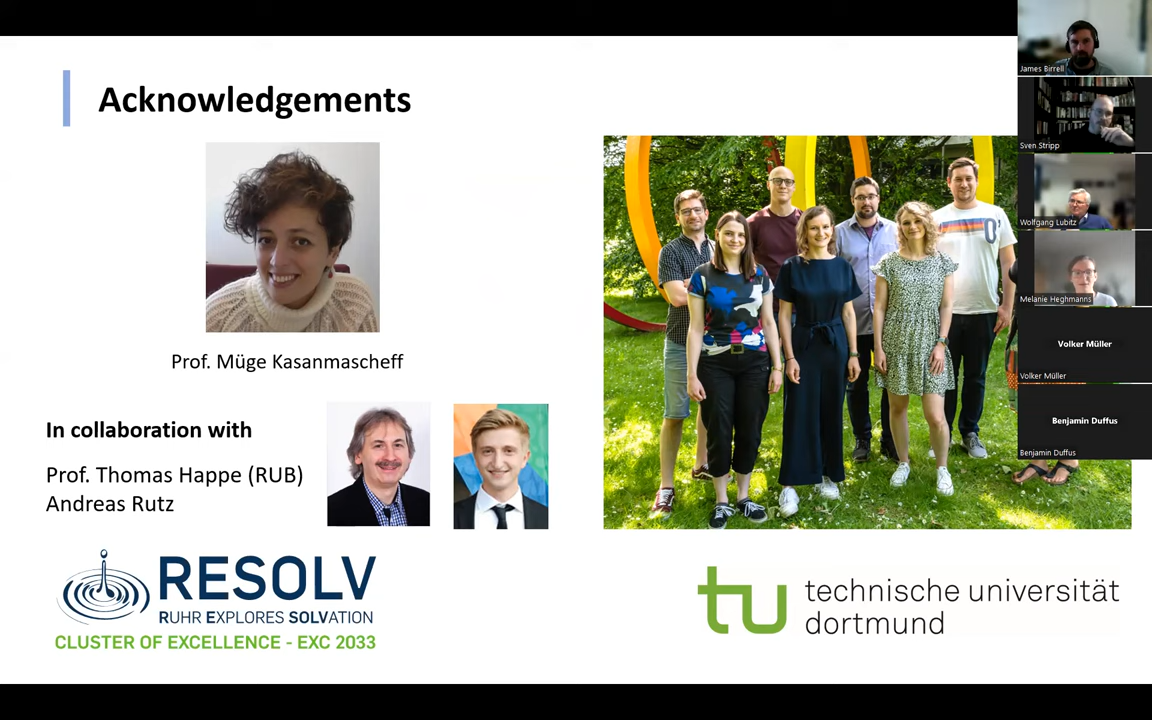 Acknowledgements
Prof. Müge Kasanmascheff
In collaboration with
Prof. Thomas Happe (RUB)
Andreas Rutz
RESOLV
RUHR EXPLORES SOLVATION
CLUSTER OF EXCELLENCE - EXC 2033
tu technische universität
dortmund
James Birrell
Sven Stripp
Wolfgang Lubitz
Melanie Heghmanns
Volker Müller
Volker Müller
Benjamin Duffus
Benjamin Duffus